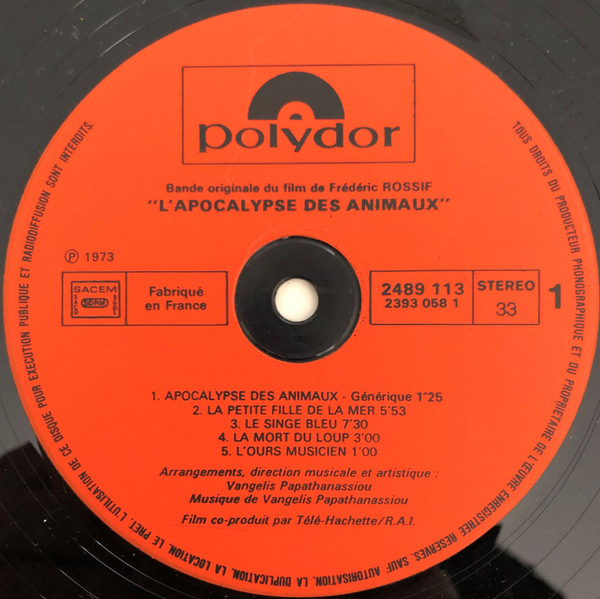 polydor
Bande originale du film de Frédéric ROSSIF
"L'APOCALYPSE DES ANIMAUX"
℗ 1973
SACEM
SACD
SDRM
SGDL
Fabriqué
en France
2489 113
2393 058 1
STEREO
33
1
1. APOCALYPSE DES ANIMAUX - Générique 1"25
2. LA PETITE FILLE DE LA MER 5'53
3. LE SINGE BLEU 7'30
4. LA MORT DU LOUP 3'00
5. L'OURS MUSICIEN 1'00
Arrangements, direction musicale et artistique :
Vangelis Papathanassiou
Musique de Vangelis Papathanassiou
Film co-produit par Télé-Hachette/R.A.I.
TOUS DROITS DU PRODUCTEUR PHONOGRAPHIQUE ET DU PROPRIETAIRE DE L'ŒUVRE ENREGISTREE RESERVES. SAUF AUTORISATION, LA DUPLICATION, LA LOCATION, LE PRET, L'UTILISATION DE CE DISQUE POUR EXECUTION PUBLIQUE ET RADIODIFFUSION SONT INTERDITS.